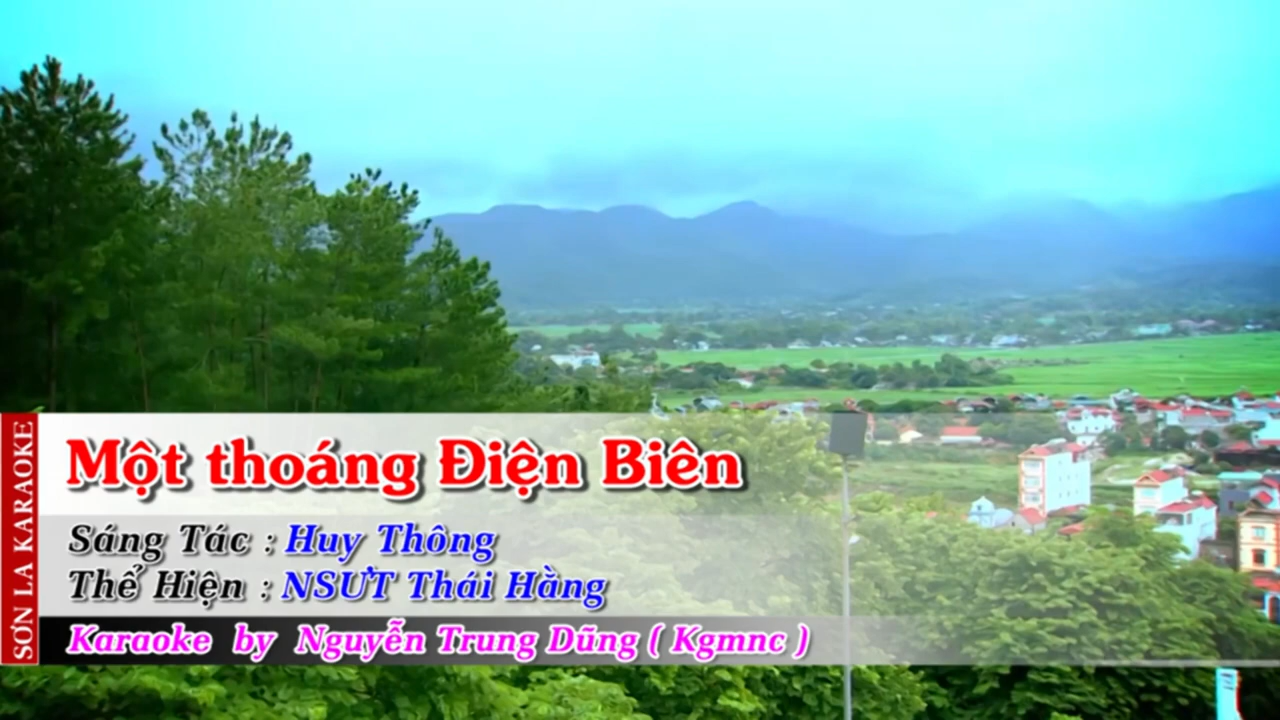 SƠN LA KARAOKE
Một thoáng Điện Biên
Sáng Tác : Huy Thông
Thể Hiện : NSƯT Thái Hằng
Karaoke by Nguyễn Trung Dũng ( Kgmnc )